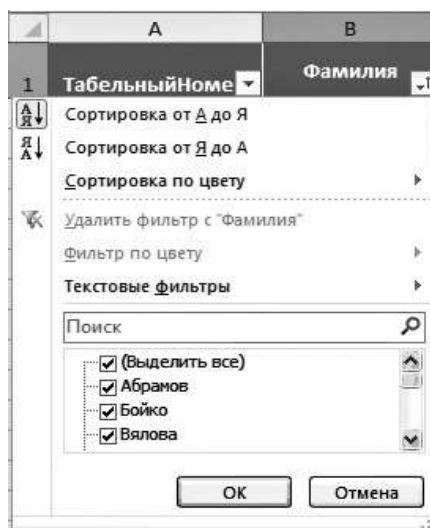 A B
1 ТабельныйНоме Фамилия
Сортировка от А до Я
Сортировка от Я до А
Сортировка по цвету
Удалить фильтр с "Фамилия"
Фильтр по цвету
Текстовые фильтры
Поиск
(Выделить все)
Абрамов
Бойко
Вялова
ОК Отмена